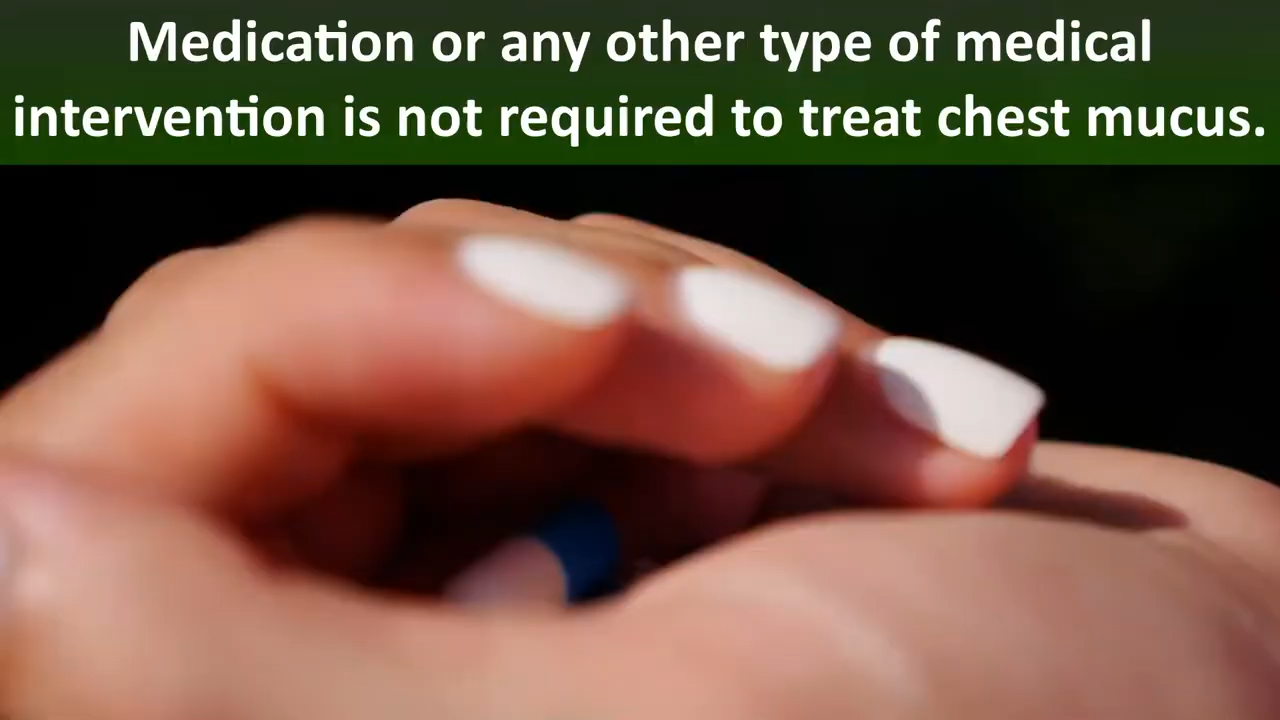 Medication or any other type of medical
intervention is not required to treat chest mucus.